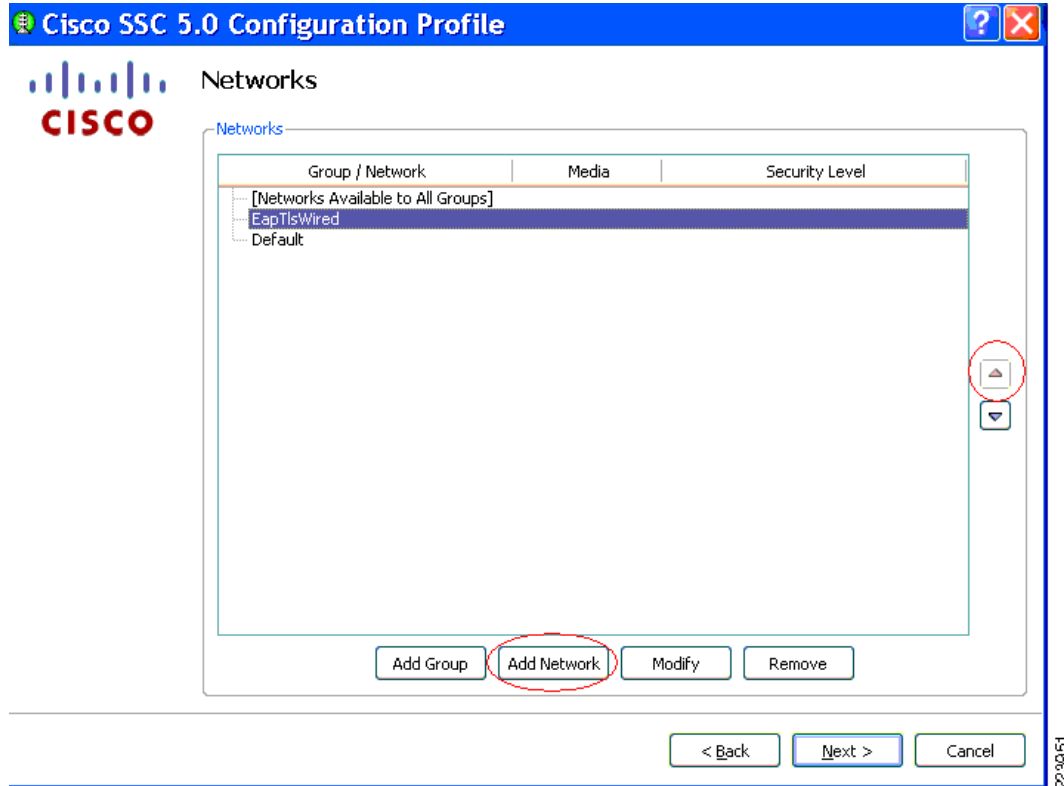 Cisco SSC 5.0 Configuration Profile
?
CISCO
Networks
Networks
Group / Network Media Security Level
[Networks Available to All Groups]
EapTlsWired
Default
Add Group Add Network Modify Remove
< Back Next > Cancel
223951